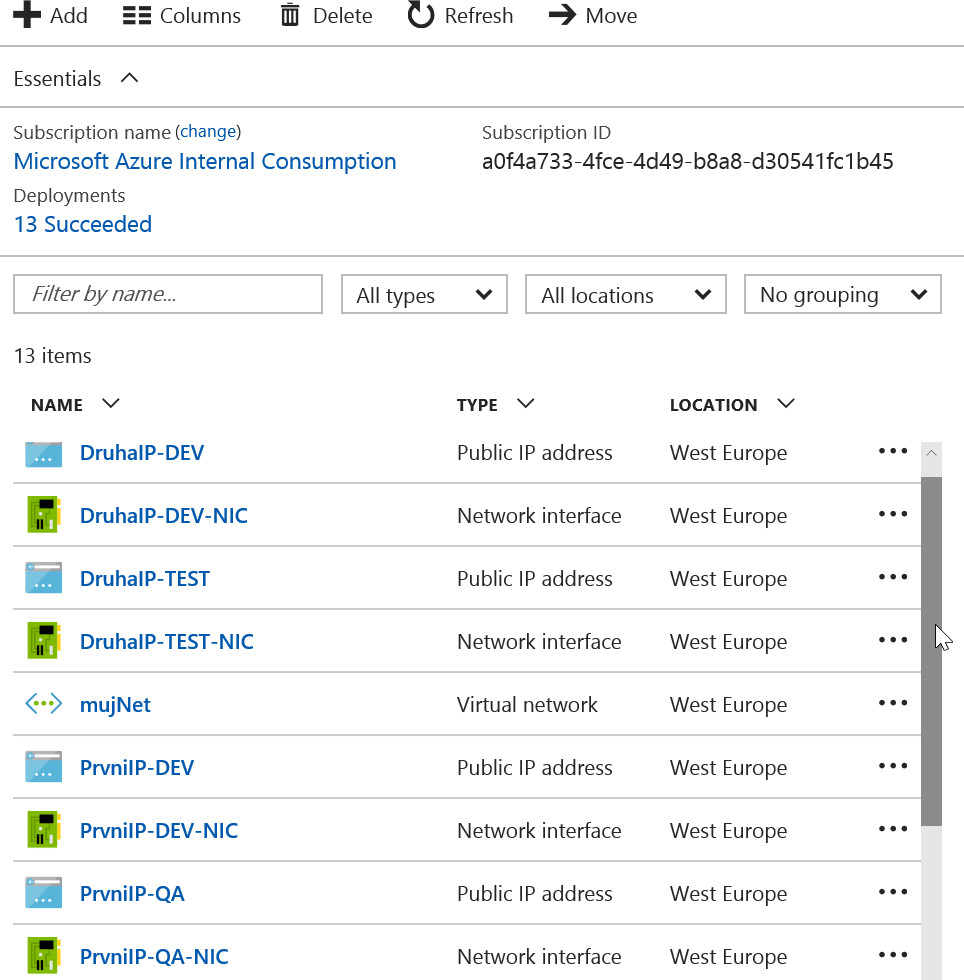 Add Columns Delete Refresh Move
Essentials
Subscription name (change) Subscription ID
Microsoft Azure Internal Consumption a0f4a733-4fce-4d49-b8a8-d30541fc1b45
Deployments
13 Succeeded
Filter by name... All types All locations No grouping
13 items
NAME TYPE LOCATION
DruhaIP-DEV Public IP address West Europe
DruhaIP-DEV-NIC Network interface West Europe
DruhaIP-TEST Public IP address West Europe
DruhaIP-TEST-NIC Network interface West Europe
mujNet Virtual network West Europe
PrvniIP-DEV Public IP address West Europe
PrvniIP-DEV-NIC Network interface West Europe
PrvniIP-QA Public IP address West Europe
PrvniIP-QA-NIC Network interface West Europe